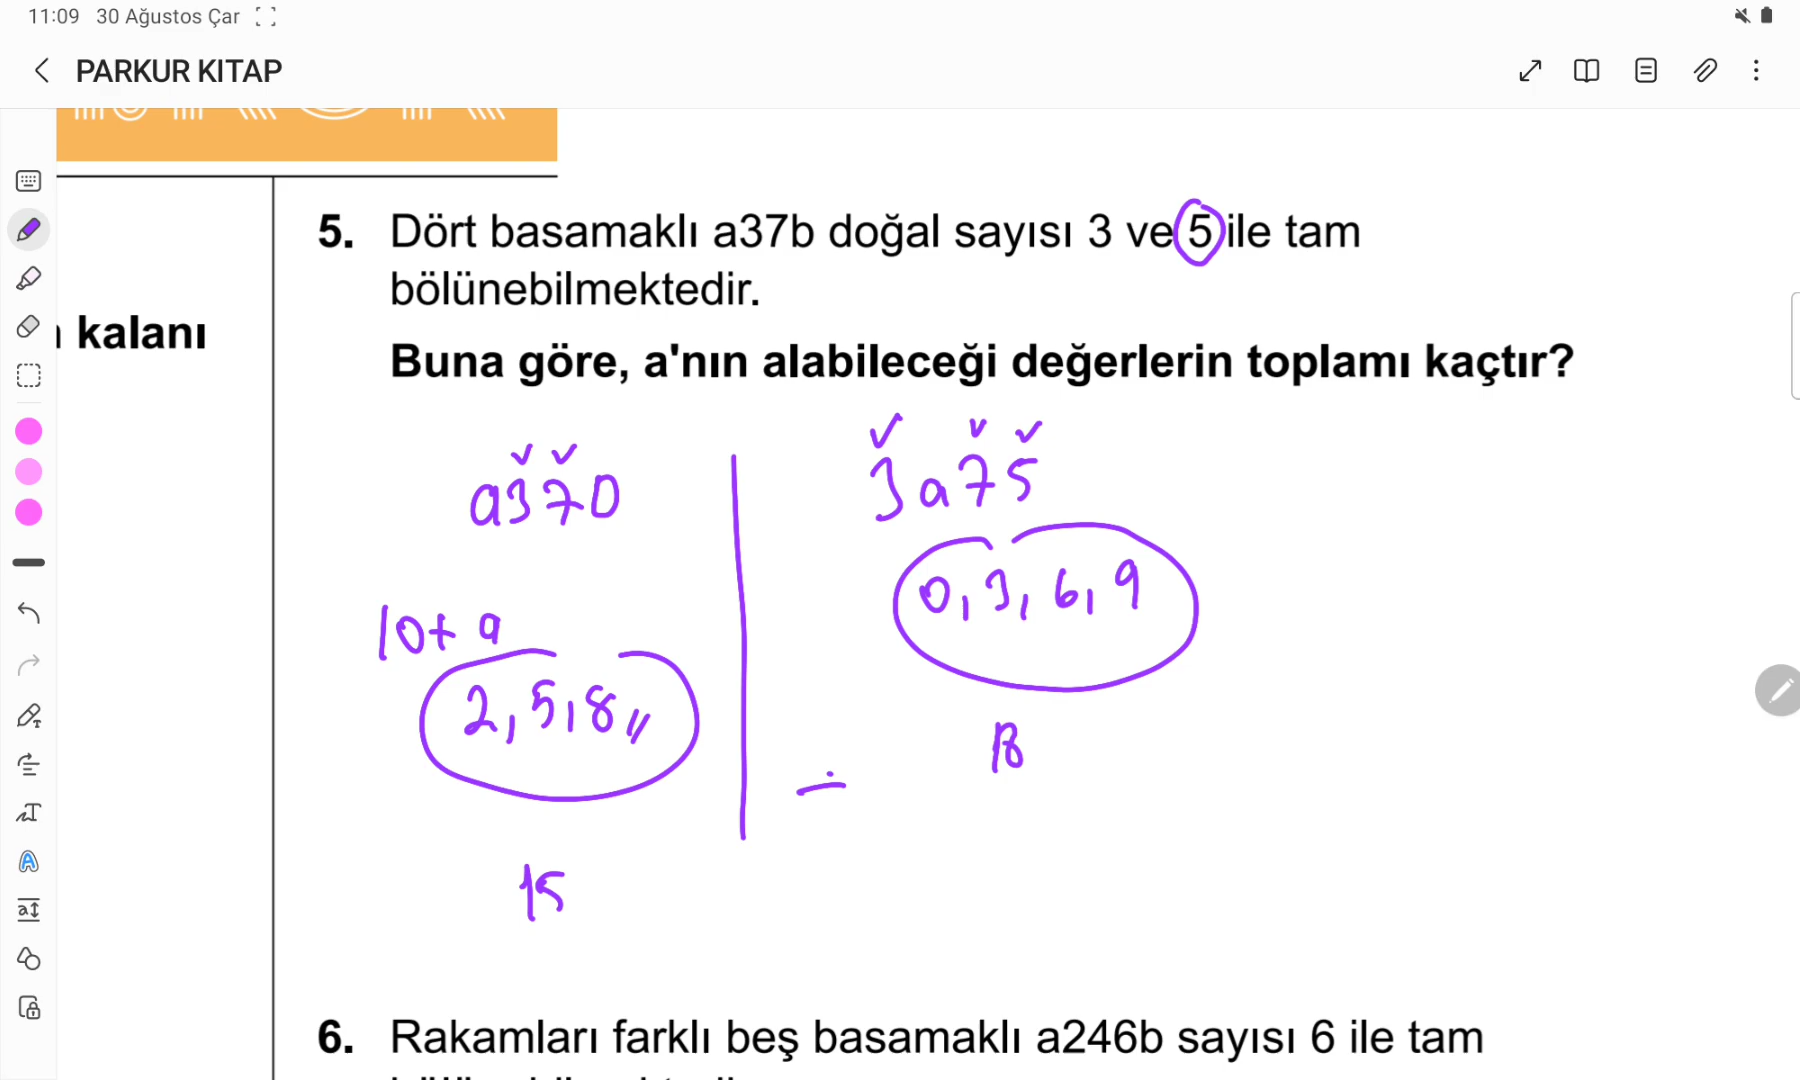 11:09 30 Ağustos Çar
PARKUR KITAP
kalanı
5. Dört basamaklı a37b doğal sayısı 3 ve 5 ile tam
bölünebilmektedir.
Buna göre, a'nın alabileceği değerlerin toplamı kaçtır?
a370
10+a
2,5,8
15
3a75
0,3,6,9
18
6. Rakamları farklı beş basamaklı a246b sayısı 6 ile tam